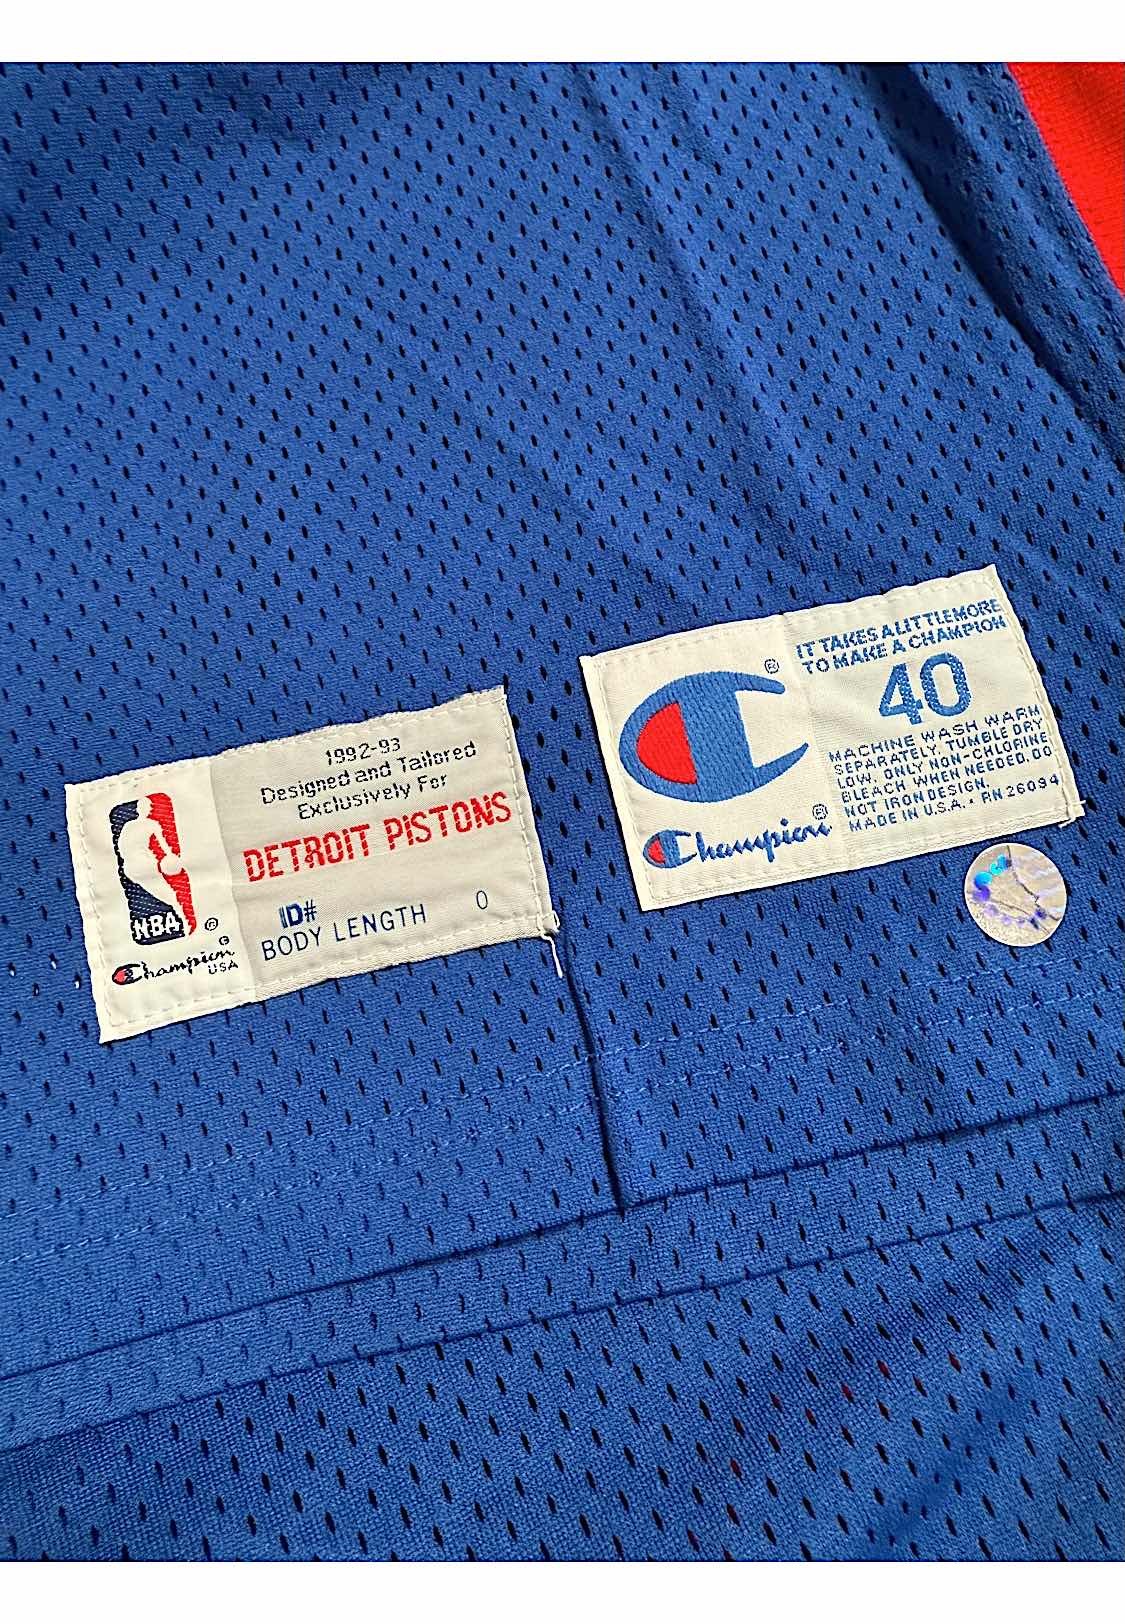 1992-93
Designed and Tailored
Exclusively For
DETROIT PISTONS
ID#
BODY LENGTH 0
NBA ®
©
Champion
USA
®
Champion ®
IT TAKES A LITTLE MORE
TO MAKE A CHAMPION
40
MACHINE WASH WARM
SEPARATELY, TUMBLE DRY
LOW. ONLY NON-CHLORINE
BLEACH WHEN NEEDED. DO
NOT IRON DESIGN.
MADE IN U.S.A. • RN 26094